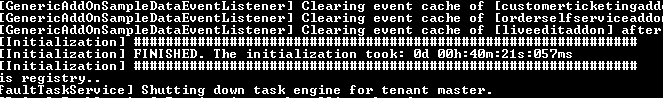 [GenericAddOnSampleDataEventListener] Clearing event cache of [customerticketingadd
[GenericAddOnSampleDataEventListener] Clearing event cache of [orderselfserviceaddo
[GenericAddOnSampleDataEventListener] Clearing event cache of [liveeditaddon] after
[Initialization] ##############################################################
[Initialization] FINISHED. The initialization took: 0d 00h:40m:21s:057ms
[Initialization] ##############################################################
is registry..
faultTaskService] Shutting down task engine for tenant master.